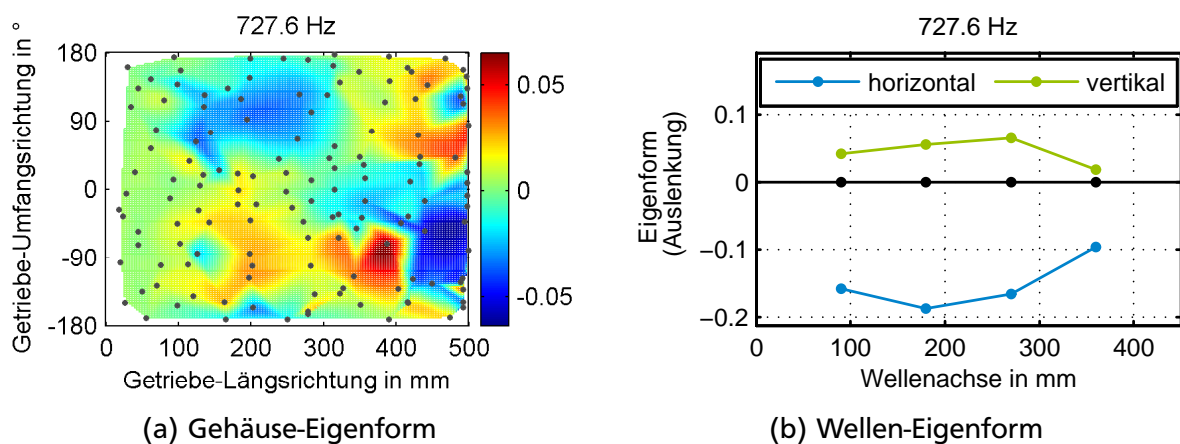 727.6 Hz
Getriebe-Umfangsrichtung in °
180
90
0
-90
-180
0 100 200 300 400 500
Getriebe-Längsrichtung in mm
0.05
0
-0.05
(a) Gehäuse-Eigenform
727.6 Hz
horizontal vertikal
Eigenform
(Auslenkung)
0.1
0
−0.1
−0.2
0 100 200 300 400
Wellenachse in mm
(b) Wellen-Eigenform